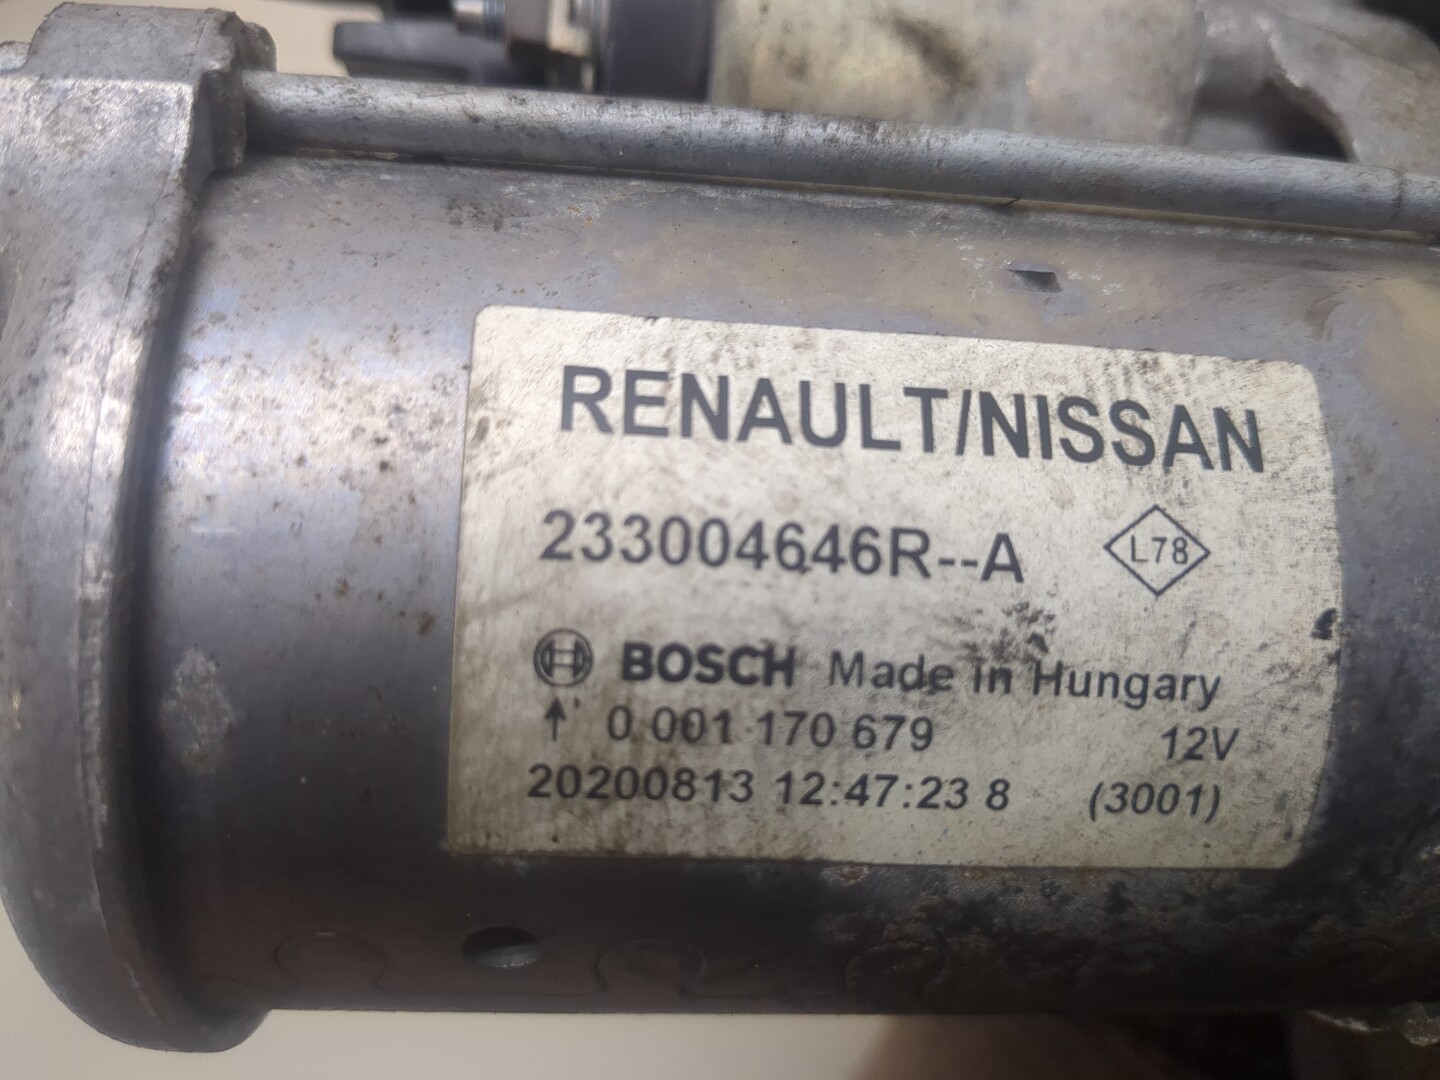 RENAULT/NISSAN
233004646R--A
L78
BOSCH Made in Hungary
0 001 170 679 12V
20200813 12:47:23 8 (3001)